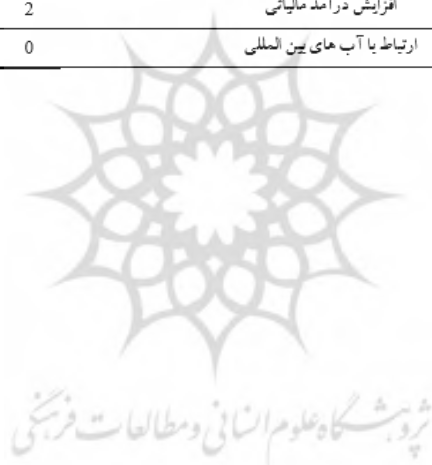 افزایش درآمد مالیاتی 2
ارتباط با آب های بین المللی 0
پژوهشگاه علوم انسانی و مطالعات فرهنگی